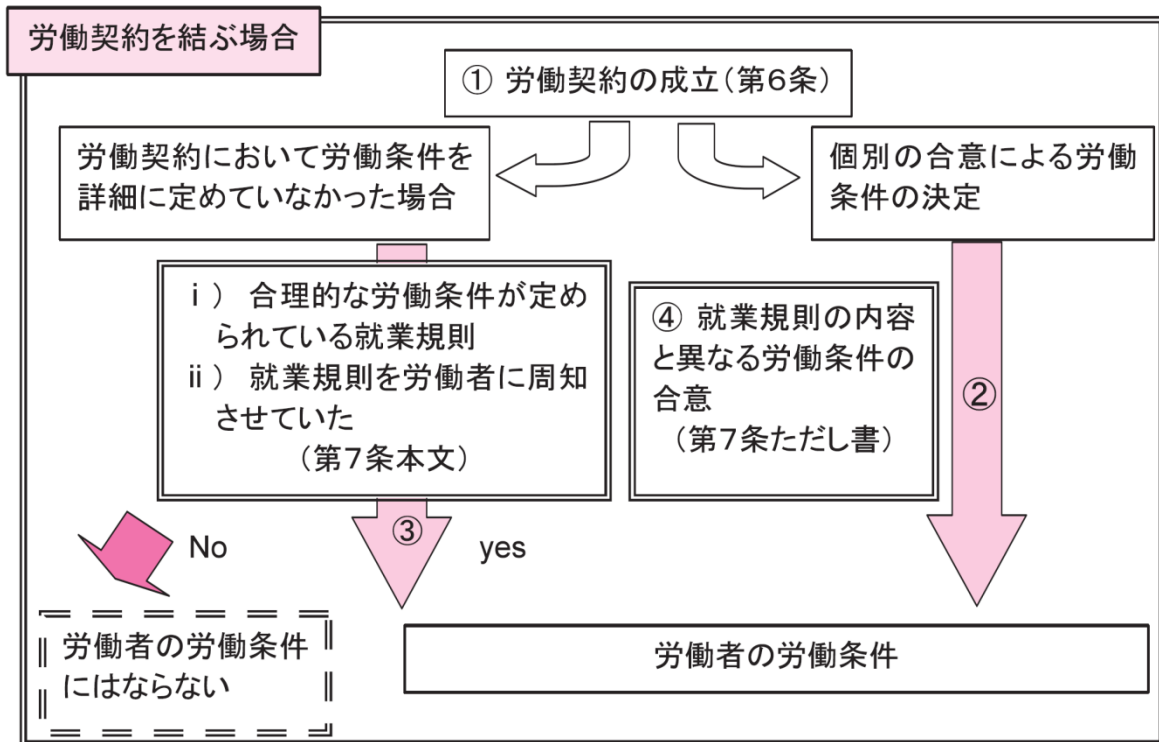 労働契約を結ぶ場合
① 労働契約の成立(第6条)
労働契約において労働条件を
詳細に定めていなかった場合
個別の合意による労働
条件の決定
ⅰ） 合理的な労働条件が定め
られている就業規則
ⅱ） 就業規則を労働者に周知
させていた
（第7条本文）
④ 就業規則の内容
と異なる労働条件の
合意
（第7条ただし書）
②
③
No
yes
労働者の労働条件
にはならない
労働者の労働条件